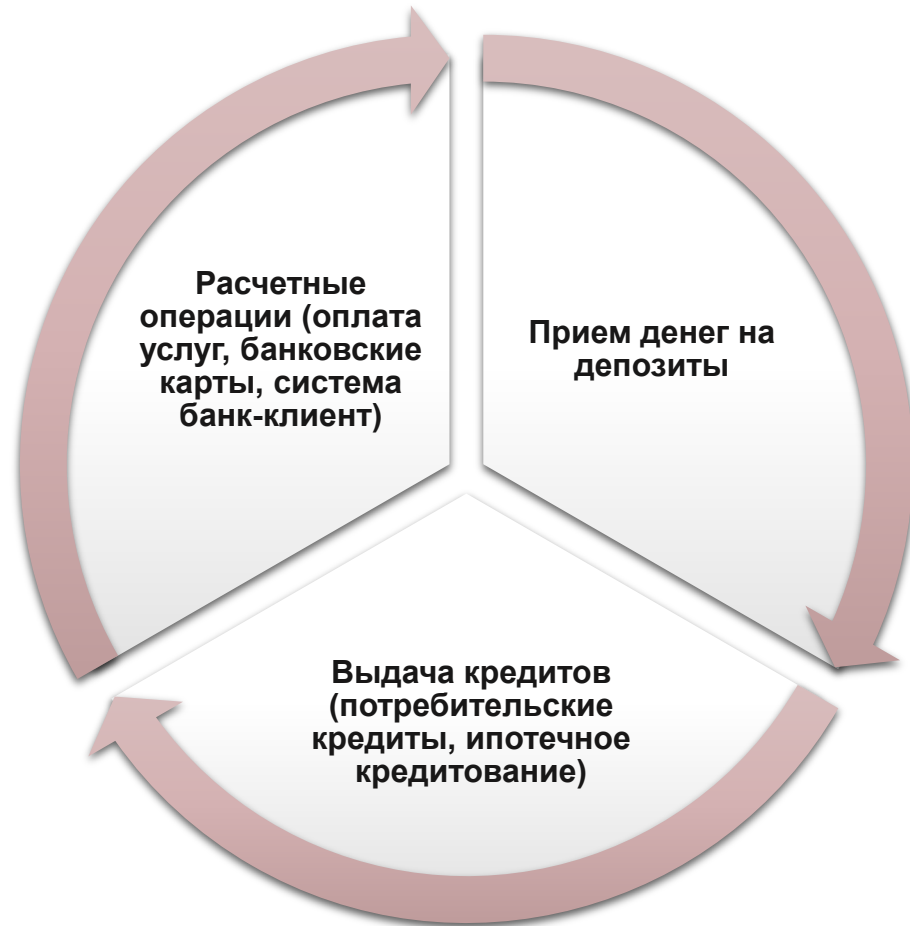 Расчетные
операции (оплата
услуг, банковские
карты, система
банк-клиент)
Прием денег на
депозиты
Выдача кредитов
(потребительские
кредиты, ипотечное
кредитование)